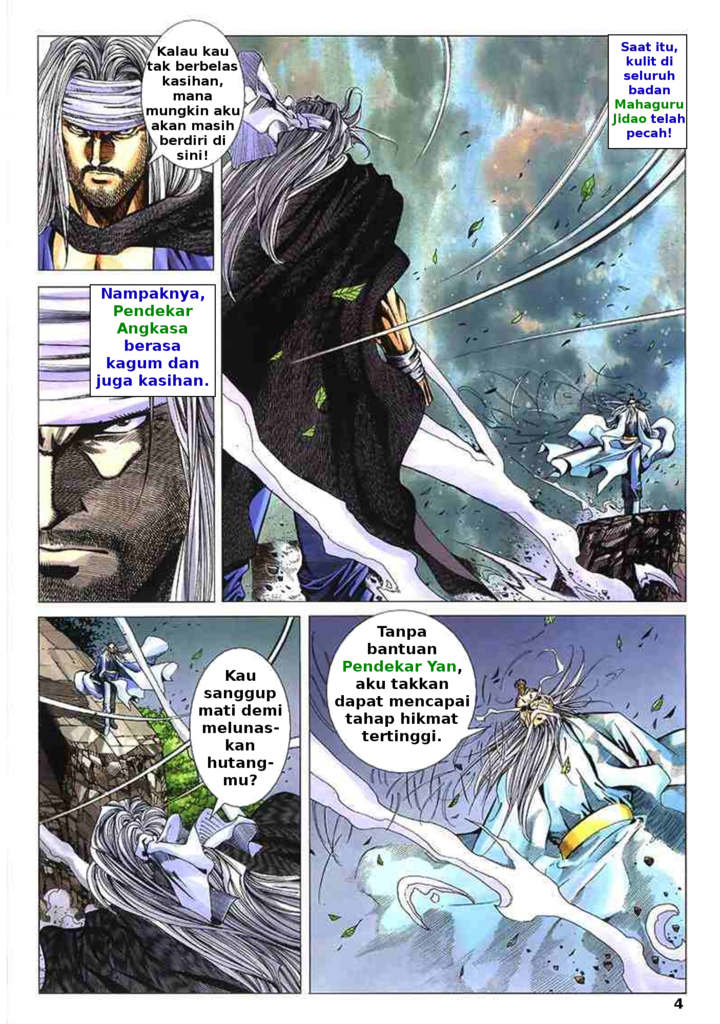 Kalau kau
tak berbelas
kasihan,
mana
mungkin aku
akan masih
berdiri di
sini!
Saat itu,
kulit di
seluruh
badan
Mahaguru
Jidao telah
pecah!
Nampaknya,
Pendekar
Angkasa
berasa
kagum dan
juga kasihan.
Kau
sanggup
mati demi
melunas-
kan
hutang-
mu?
Tanpa
bantuan
Pendekar Yan,
aku takkan
dapat mencapai
tahap hikmat
tertinggi.
4